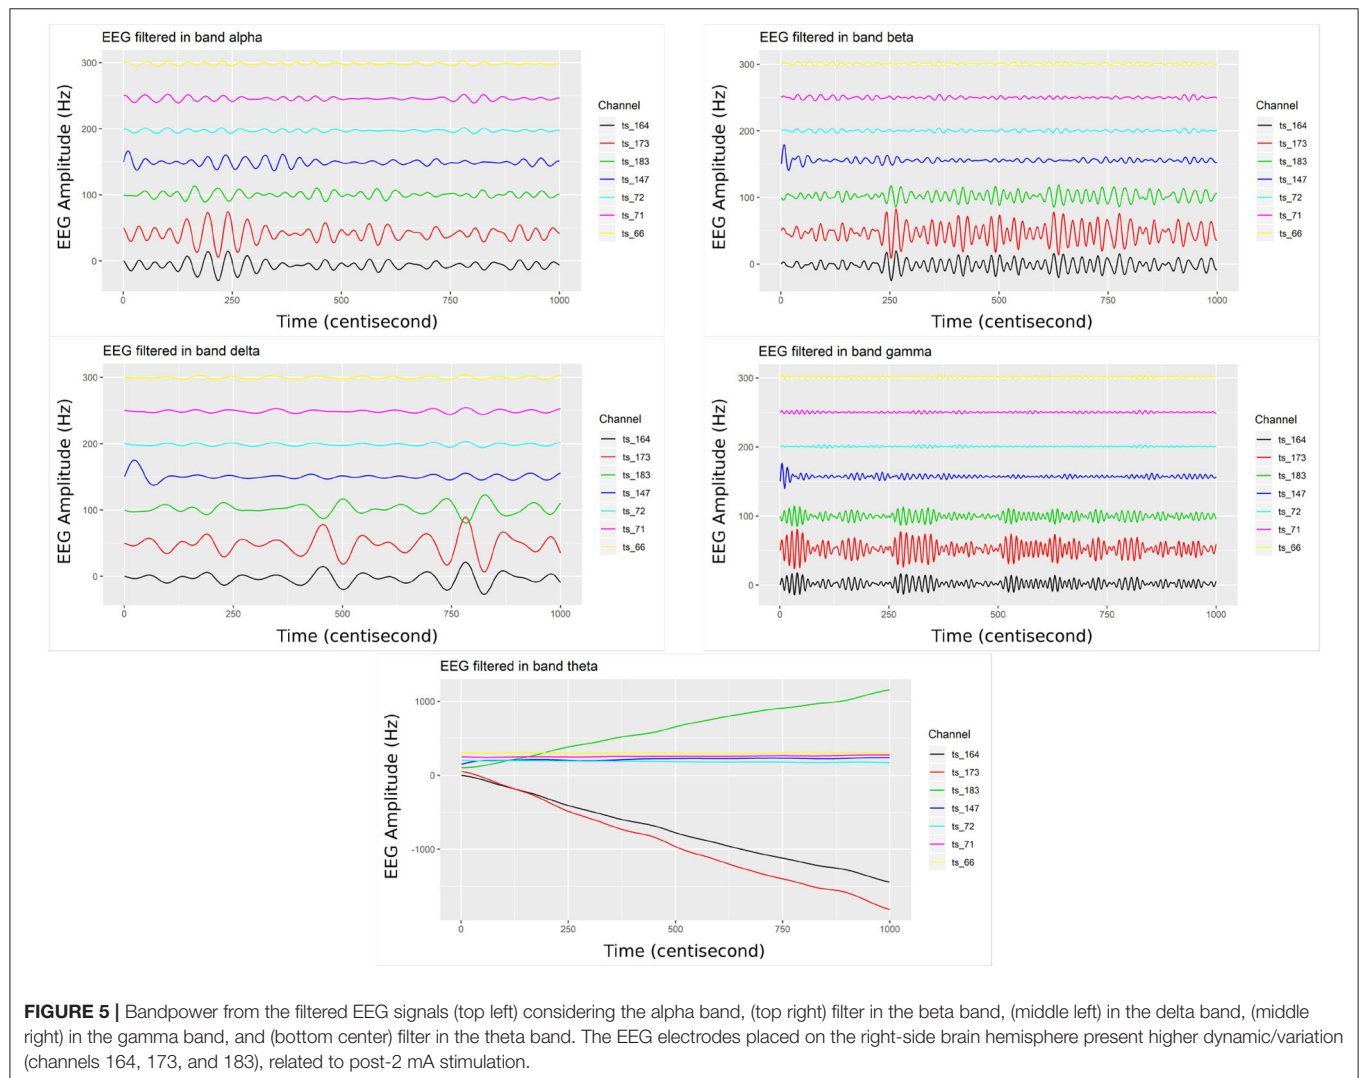 EEG filtered in band alpha
EEG Amplitude (Hz)
300
200
100
0
0 250 500 750 1000
Time (centisecond)
Channel
ts_164
ts_173
ts_183
ts_147
ts_72
ts_71
ts_66
EEG filtered in band beta
EEG Amplitude (Hz)
300
200
100
0
0 250 500 750 1000
Time (centisecond)
Channel
ts_164
ts_173
ts_183
ts_147
ts_72
ts_71
ts_66
EEG filtered in band delta
EEG Amplitude (Hz)
300
200
100
0
0 250 500 750 1000
Time (centisecond)
Channel
ts_164
ts_173
ts_183
ts_147
ts_72
ts_71
ts_66
EEG filtered in band gamma
EEG Amplitude (Hz)
300
200
100
0
0 250 500 750 1000
Time (centisecond)
Channel
ts_164
ts_173
ts_183
ts_147
ts_72
ts_71
ts_66
EEG filtered in band theta
EEG Amplitude (Hz)
1000
0
-1000
0 250 500 750 1000
Time (centisecond)
Channel
ts_164
ts_173
ts_183
ts_147
ts_72
ts_71
ts_66
FIGURE 5 | Bandpower from the filtered EEG signals (top left) considering the alpha band, (top right) filter in the beta band, (middle left) in the delta band, (middle
right) in the gamma band, and (bottom center) filter in the theta band. The EEG electrodes placed on the right-side brain hemisphere present higher dynamic/variation
(channels 164, 173, and 183), related to post-2 mA stimulation.